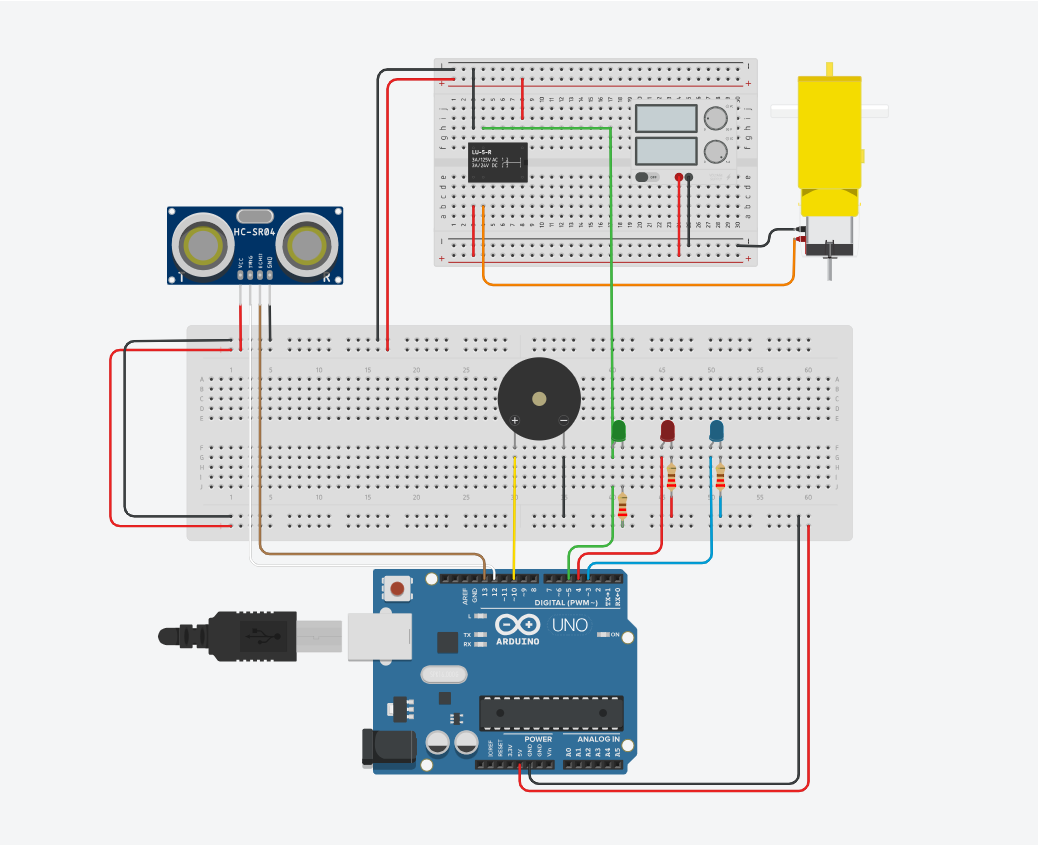 LU-5-R
3A/125V AC
3A/24V DC
OFF
HC-SR04
VCC
TRIG
ECHO
GND
T
R
1 5 10 15 20 25 30 35 40 45 50 55 60
A
B
C
D
E
F
G
H
I
J
AREF
GND
13
12
~11
~10
~9
8
7
~6
~5
4
~3
2
TX→1
RX←0
DIGITAL (PWM~)
L
TX
RX
ARDUINO
UNO
ON
POWER
ANALOG IN
IOREF
RESET
3.3V
5V
GND
GND
Vin
A0
A1
A2
A3
A4
A5